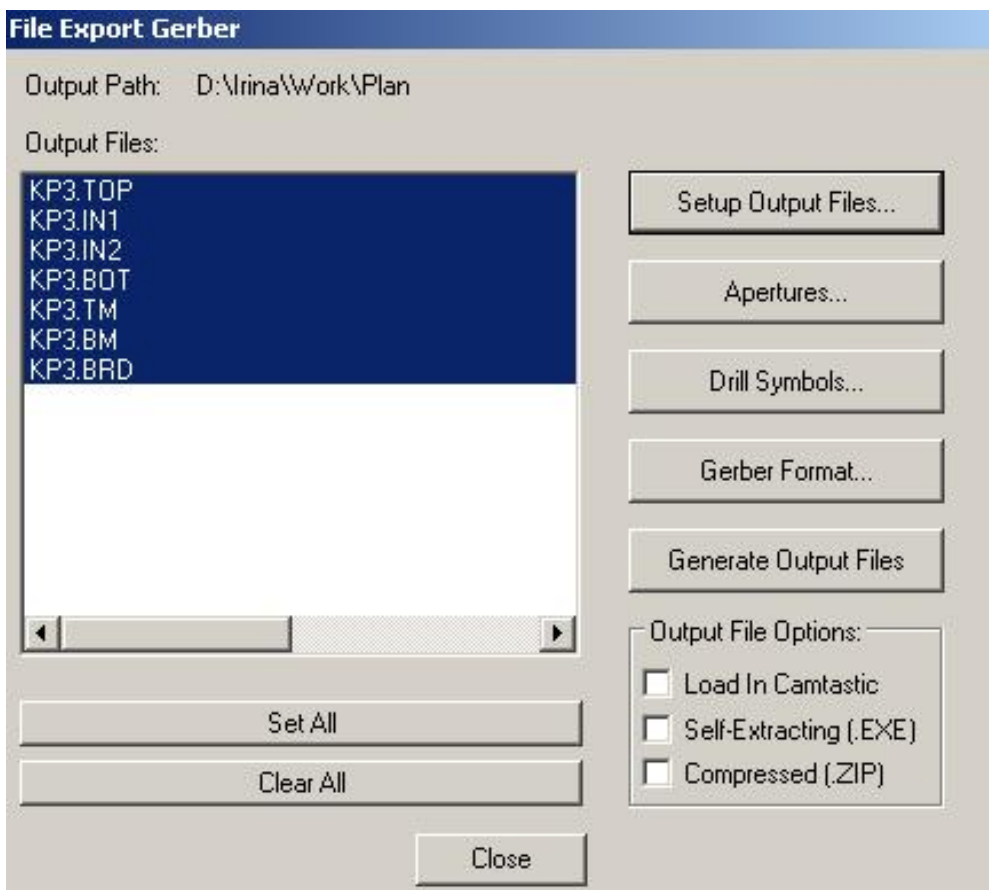 File Export Gerber
Output Path: D:\Irina\Work\Plan
Output Files:
KP3.TOP
KP3.IN1
KP3.IN2
KP3.BOT
KP3.TM
KP3.BM
KP3.BRD
Set All
Clear All
Setup Output Files...
Apertures...
Drill Symbols...
Gerber Format...
Generate Output Files
Output File Options:
Load In Camtastic
Self-Extracting (.EXE)
Compressed (.ZIP)
Close